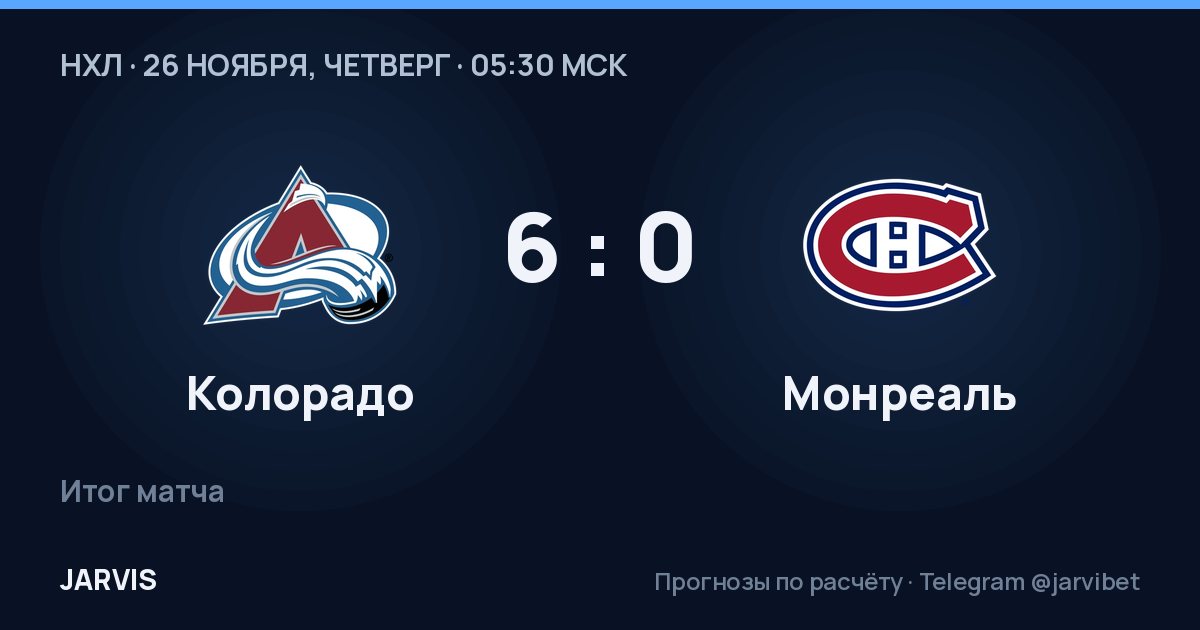 НХЛ · 26 НОЯБРЯ, ЧЕТВЕРГ · 05:30 МСК
6 : 0
Колорадо
Монреаль
Итог матча
JARVIS
Прогнозы по расчёту · Telegram @jarvibet